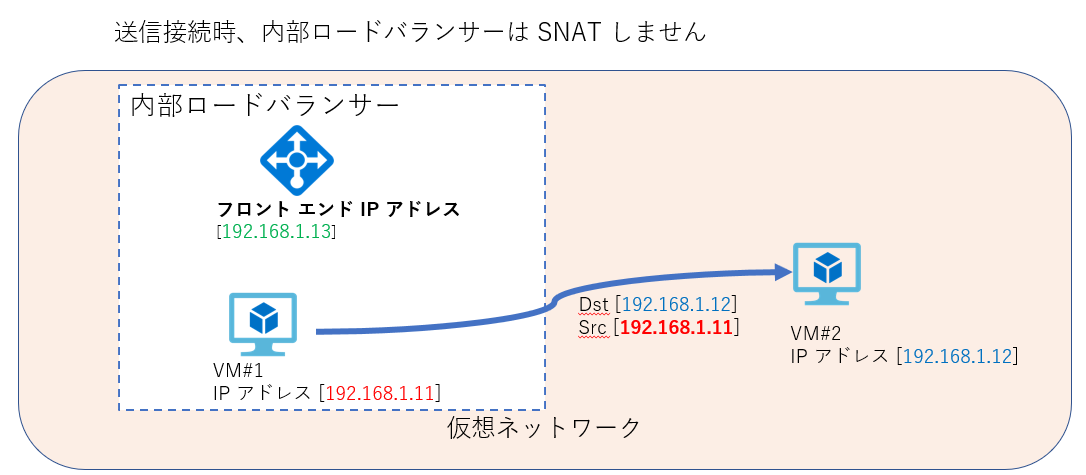 送信接続時、内部ロードバランサーは SNAT しません
内部ロードバランサー
フロント エンド IP アドレス
[192.168.1.13]
VM#1
IP アドレス [192.168.1.11]
Dst [192.168.1.12]
Src [192.168.1.11]
VM#2
IP アドレス [192.168.1.12]
仮想ネットワーク